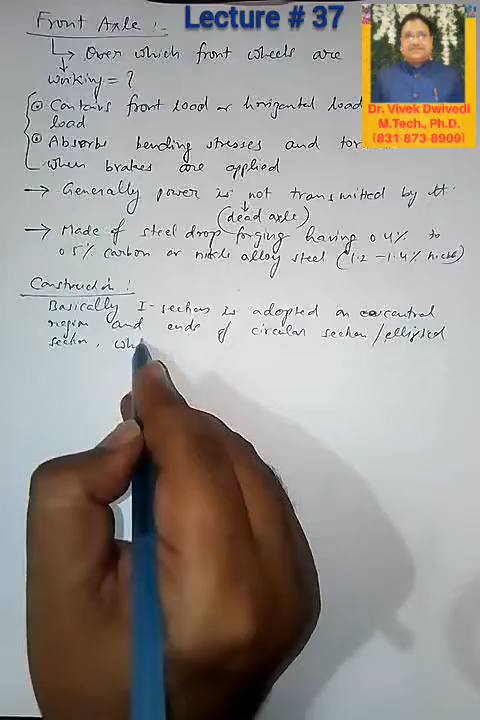 Lecture # 37
Front Axle :-
Over which front wheels are
working = ?
Contains front load or horizontal load
load
Absorbs bending stresses and tor
when brakes are applied
Dr. Vivek Dwivedi
M.Tech., Ph.D.
(831-873-8909)
→ Generally power is not transmitted by it.
(dead axle)
→ Made of steel drop forging having 0.4% to
0.5% carbon or nickle alloy steel (1.2 - 1.4% nickle)
Construction :
Basically I-section is adopted in central
region and ends of circular section/elliptical
section, whi